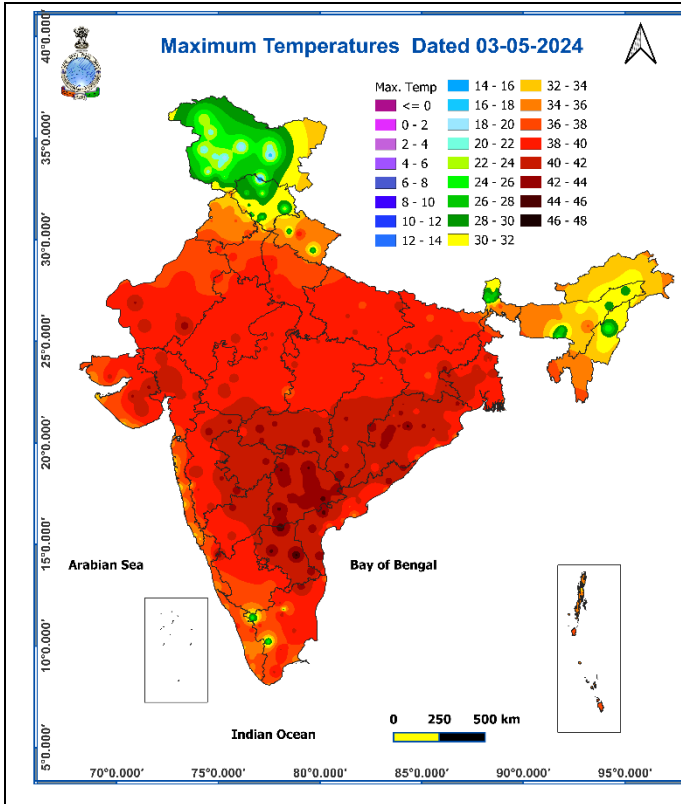 Maximum Temperatures Dated 03-05-2024
Max. Temp
<= 0
0 - 2
2 - 4
4 - 6
6 - 8
8 - 10
10 - 12
12 - 14
14 - 16
16 - 18
18 - 20
20 - 22
22 - 24
24 - 26
26 - 28
28 - 30
30 - 32
32 - 34
34 - 36
36 - 38
38 - 40
40 - 42
42 - 44
44 - 46
46 - 48
40°0.000'
35°0.000'
30°0.000'
25°0.000'
20°0.000'
15°0.000'
10°0.000'
5°0.000'
Arabian Sea
Bay of Bengal
Indian Ocean
0 250 500 km
70°0.000' 75°0.000' 80°0.000' 85°0.000' 90°0.000' 95°0.000'